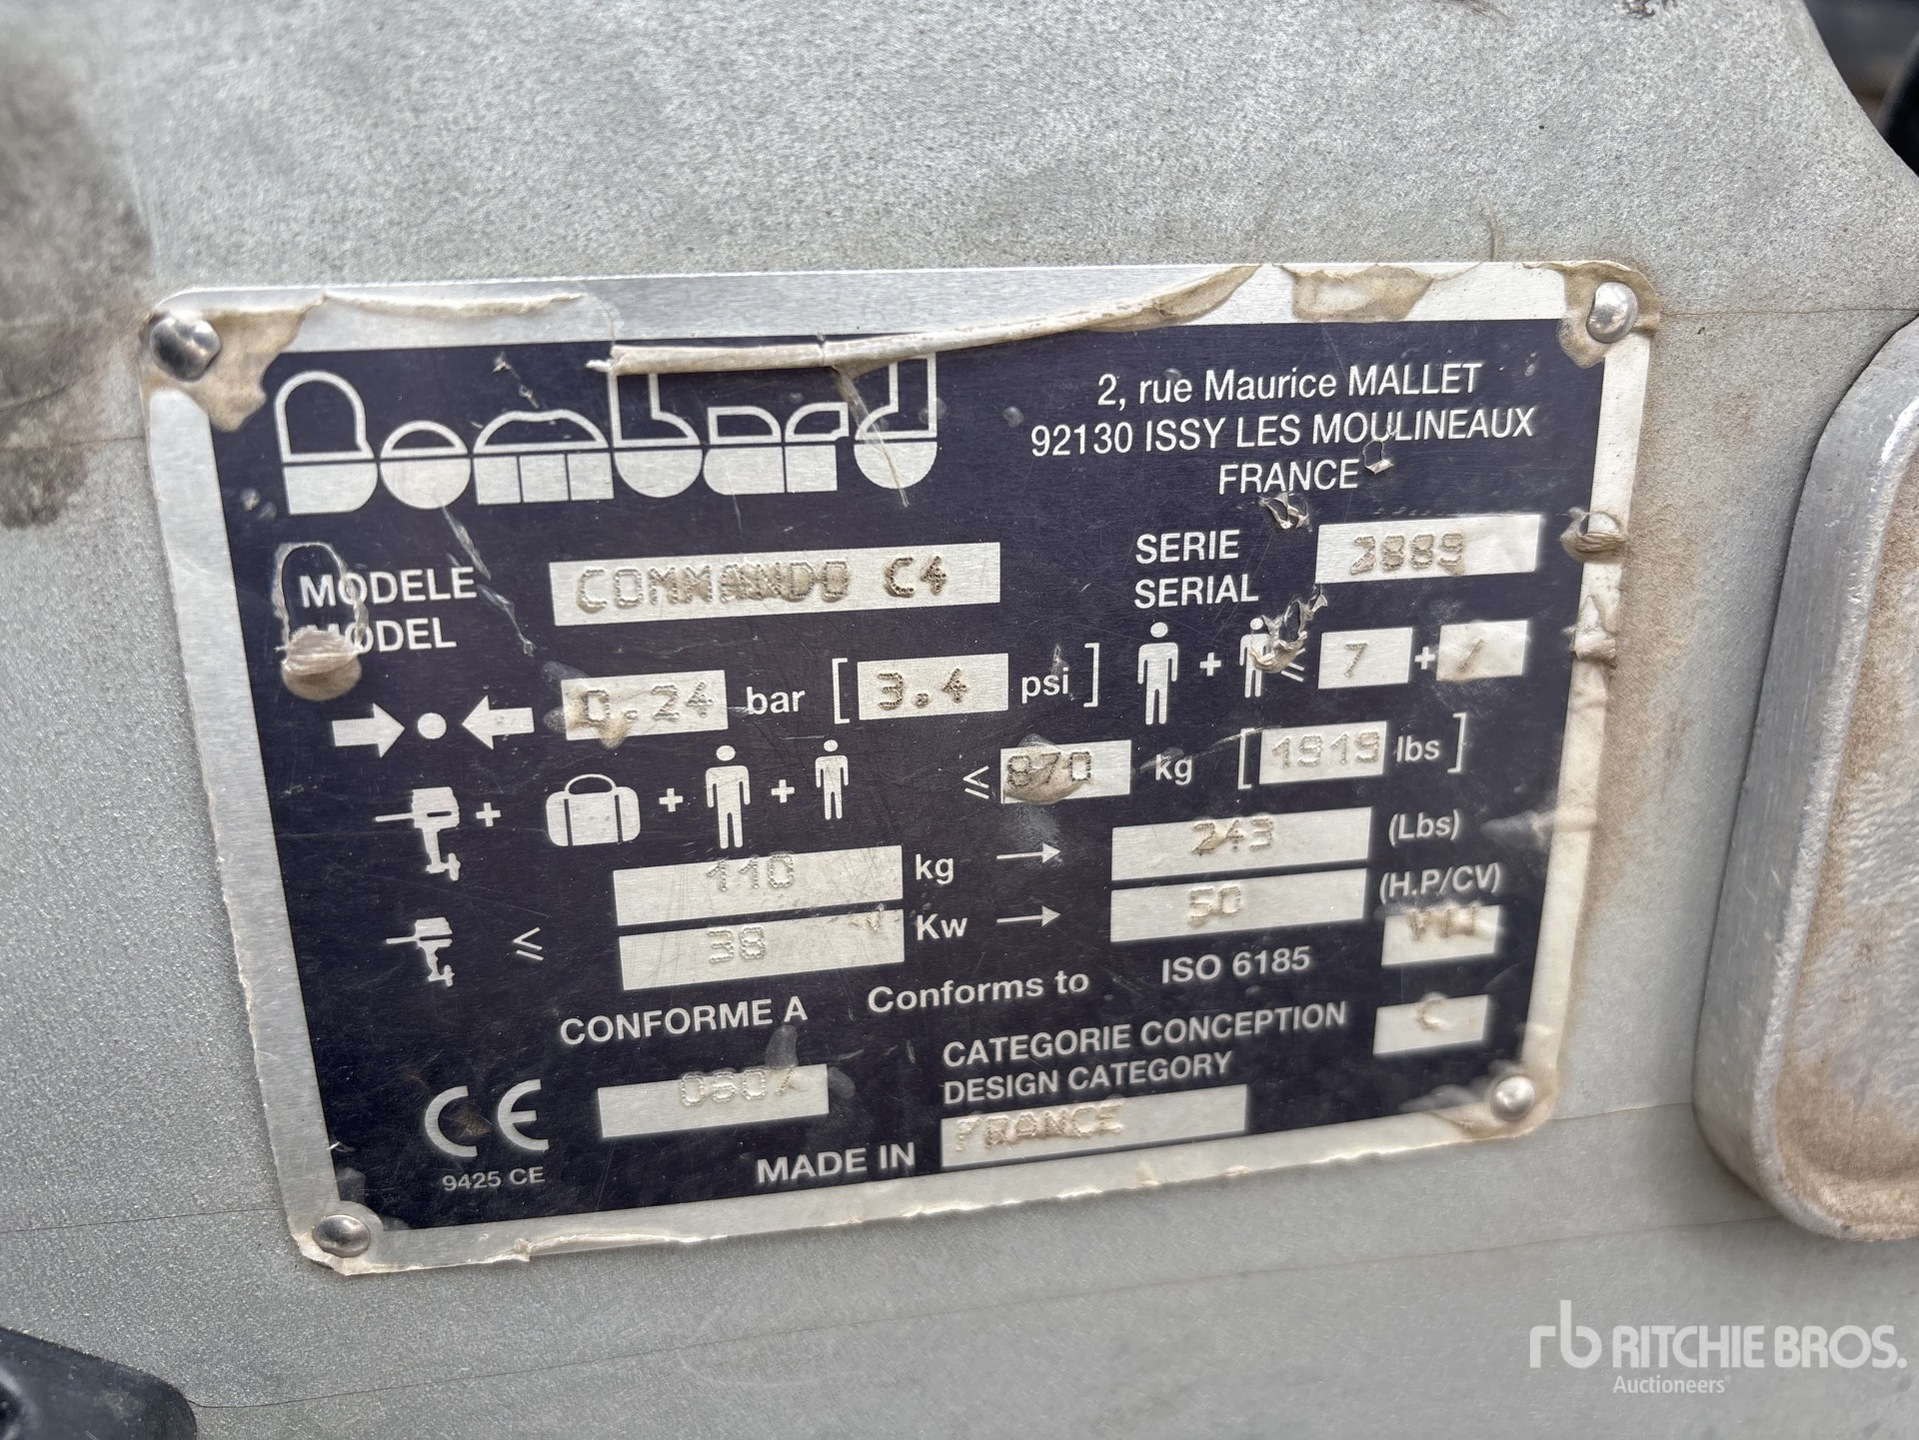 Bombard
2, rue Maurice MALLET
92130 ISSY LES MOULINEAUX
FRANCE
MODELE
MODEL
COMMANDO C4
SERIE
SERIAL
2889
0.24 bar [3.4 psi]
+ ≤ 7 + /
+ + + ≤ 870 kg [1919 lbs]
110 kg → 243 (Lbs)
≤ 38 Kw → 50 (H.P/CV)
CONFORME A Conforms to ISO 6185 VII
CATEGORIE CONCEPTION
DESIGN CATEGORY
C
CE
9425 CE
MADE IN FRANCE
rb RITCHIE BROS.
Auctioneers